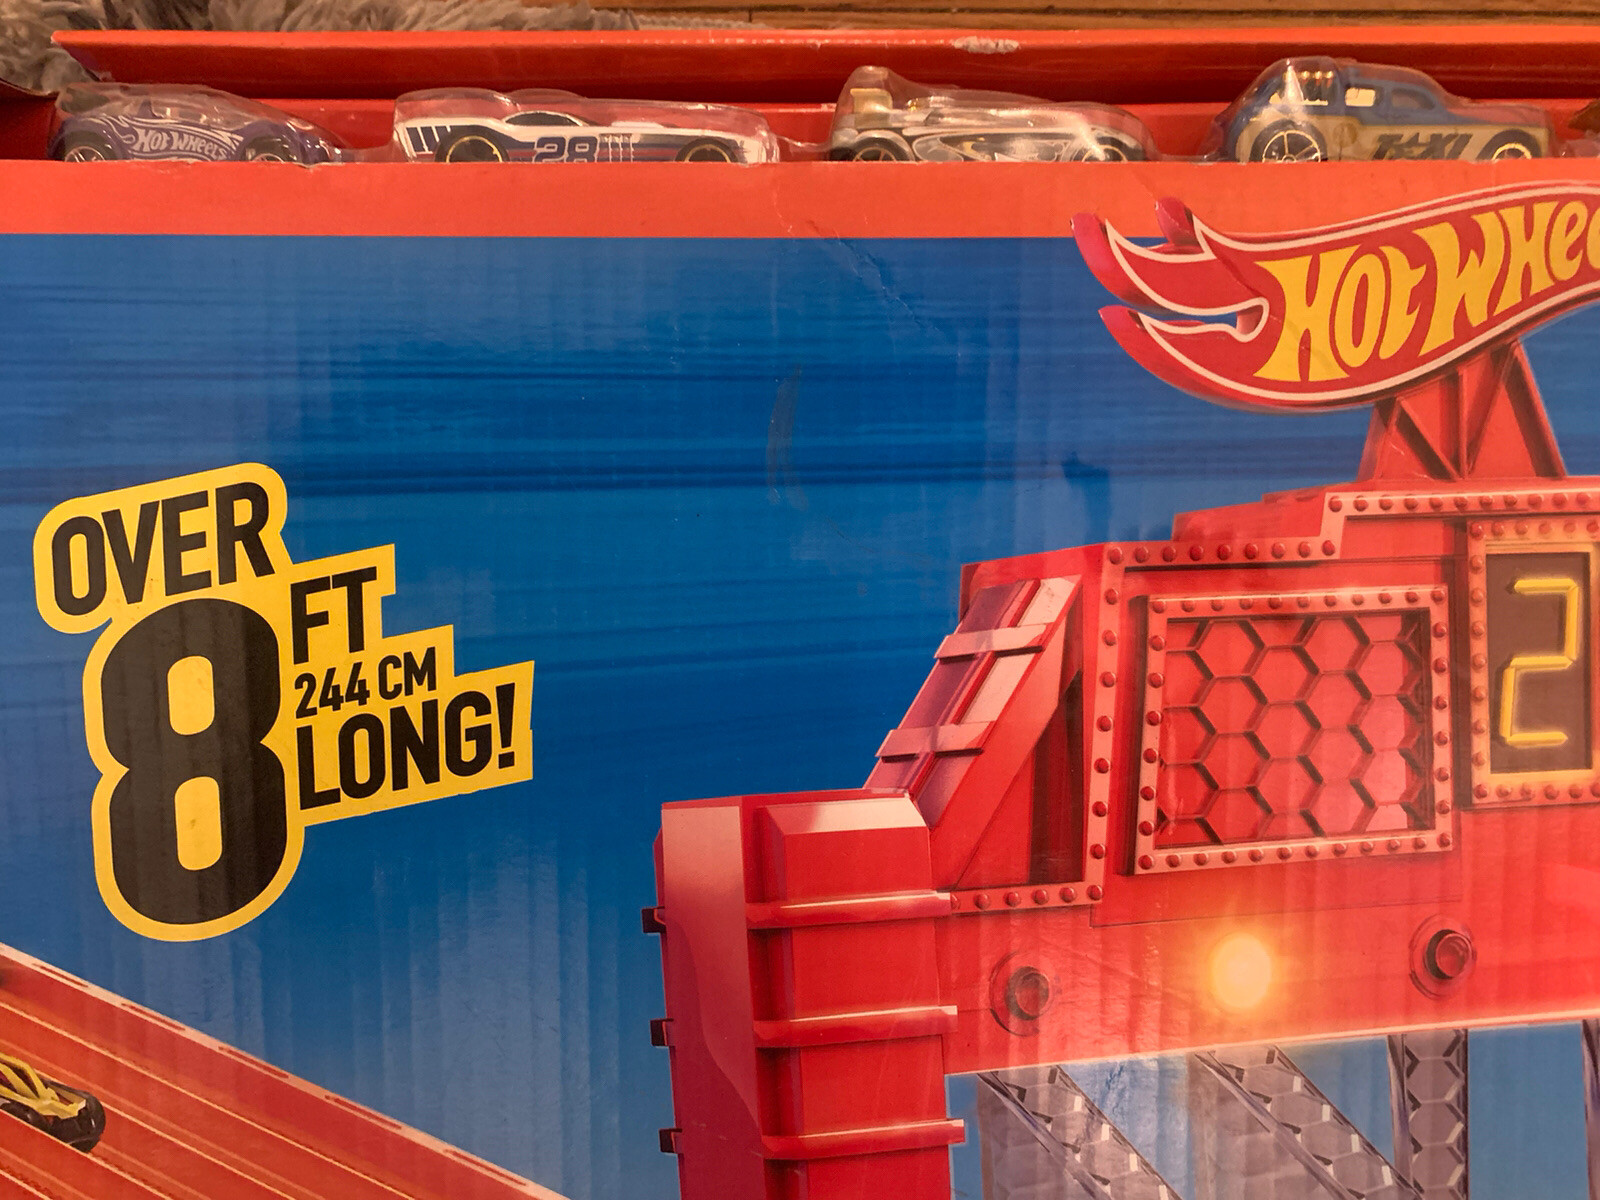 HOT WHEELS
28
TAXI
HOT WHEE
OVER
8 FT
244 CM
LONG!
2